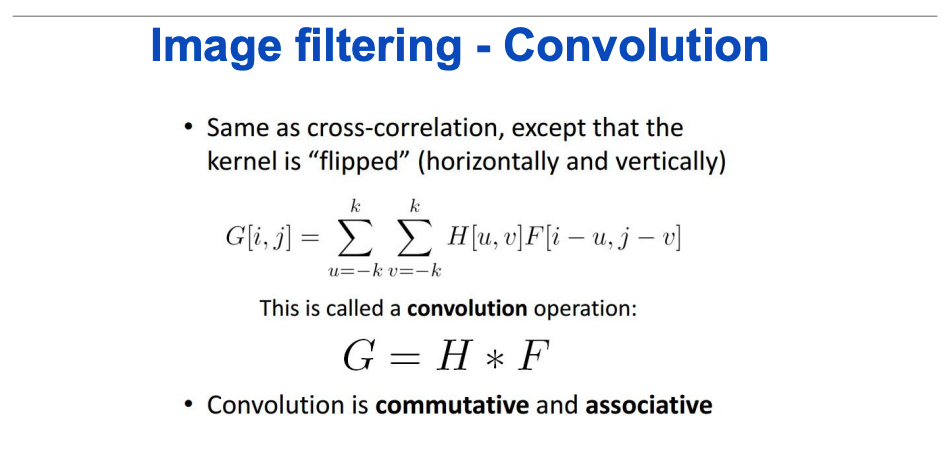 Image filtering - Convolution
• Same as cross-correlation, except that the
kernel is “flipped” (horizontally and vertically)
G[i, j] = \sum_{u=-k}^{k} \sum_{v=-k}^{k} H[u, v]F[i − u, j − v]
This is called a convolution operation:
G = H ∗ F
• Convolution is commutative and associative